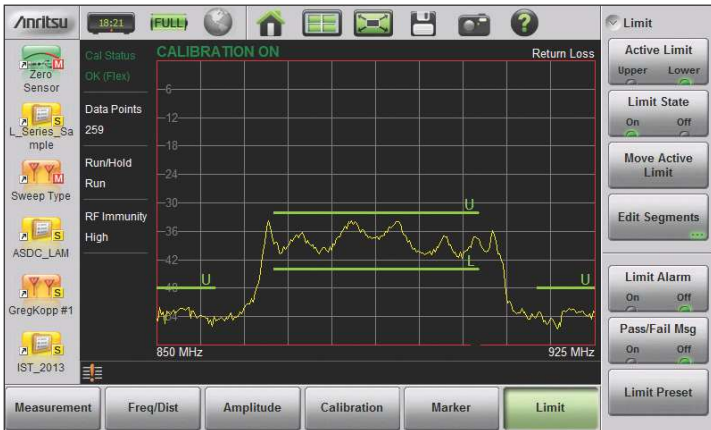 Anritsu
18:21
FULL
?
Limit
Zero
Sensor
L_Series_Sa
mple
Sweep Type
ASDC_LAM
GregKopp #1
IST_2013
M
S
M
S
S
S
Cal Status
OK (Flex)
Data Points
259
Run/Hold
Run
RF Immunity
High
CALIBRATION ON
Return Loss
-6
-12
-18
-24
-30
-36
-42
-48
-54
U
U
L
U
850 MHz
925 MHz
Active Limit
Upper Lower
Limit State
On Off
Move Active
Limit
Edit Segments
Limit Alarm
On Off
Pass/Fail Msg
On Off
Limit Preset
Measurement
Freq/Dist
Amplitude
Calibration
Marker
Limit